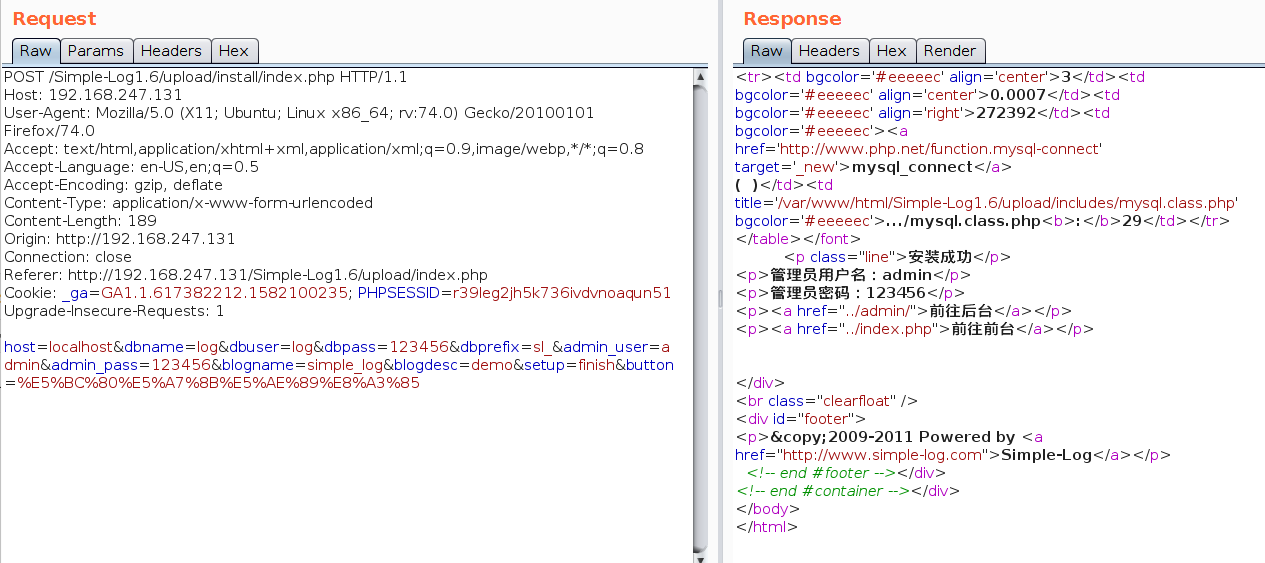 Request
Raw Params Headers Hex
POST /Simple-Log1.6/upload/install/index.php HTTP/1.1
Host: 192.168.247.131
User-Agent: Mozilla/5.0 (X11; Ubuntu; Linux x86_64; rv:74.0) Gecko/20100101
Firefox/74.0
Accept: text/html,application/xhtml+xml,application/xml;q=0.9,image/webp,*/*;q=0.8
Accept-Language: en-US,en;q=0.5
Accept-Encoding: gzip, deflate
Content-Type: application/x-www-form-urlencoded
Content-Length: 189
Origin: http://192.168.247.131
Connection: close
Referer: http://192.168.247.131/Simple-Log1.6/upload/index.php
Cookie: _ga=GA1.1.617382212.1582100235; PHPSESSID=r39leg2jh5k736ivdvnoaqun51
Upgrade-Insecure-Requests: 1
host=localhost&dbname=log&dbuser=log&dbpass=123456&dbprefix=sl_&admin_user=a
dmin&admin_pass=123456&blogname=simple_log&blogdesc=demo&setup=finish&button
=%E5%BC%80%E5%A7%8B%E5%AE%89%E8%A3%85
Response
Raw Headers Hex Render
<tr><td bgcolor='#eeeeec' align='center'>3</td><td
bgcolor='#eeeeec' align='center'>0.0007</td><td
bgcolor='#eeeeec' align='right'>272392</td><td
bgcolor='#eeeeec'><a
href='http://www.php.net/function.mysql-connect'
target='_new'>mysql_connect</a>
(  )</td><td
title='/var/www/html/Simple-Log1.6/upload/includes/mysql.class.php'
bgcolor='#eeeeec'>.../mysql.class.php<b>:</b>29</td></tr>
</table></font>
<p class="line">安装成功</p>
<p>管理员用户名：admin</p>
<p>管理员密码：123456</p>
<p><a href="../admin/">前往后台</a></p>
<p><a href="../index.php">前往前台</a></p>
</div>
<br class="clearfloat" />
<div id="footer">
<p>&copy;2009-2011 Powered by <a
href="http://www.simple-log.com">Simple-Log</a></p>
<!-- end #footer --></div>
<!-- end #container --></div>
</body>
</html>